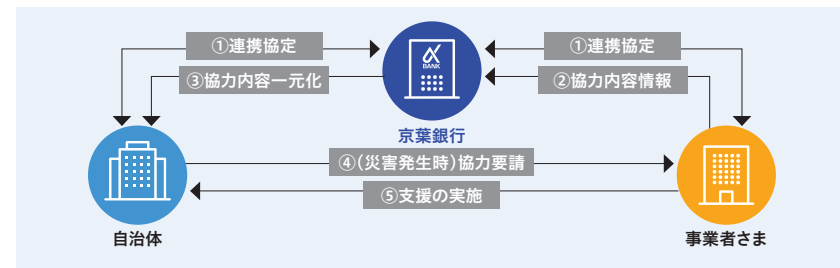 ①連携協定
①連携協定
α
BANK
③協力内容一元化
②協力内容情報
京葉銀行
④(災害発生時)協力要請
⑤支援の実施
自治体
事業者さま